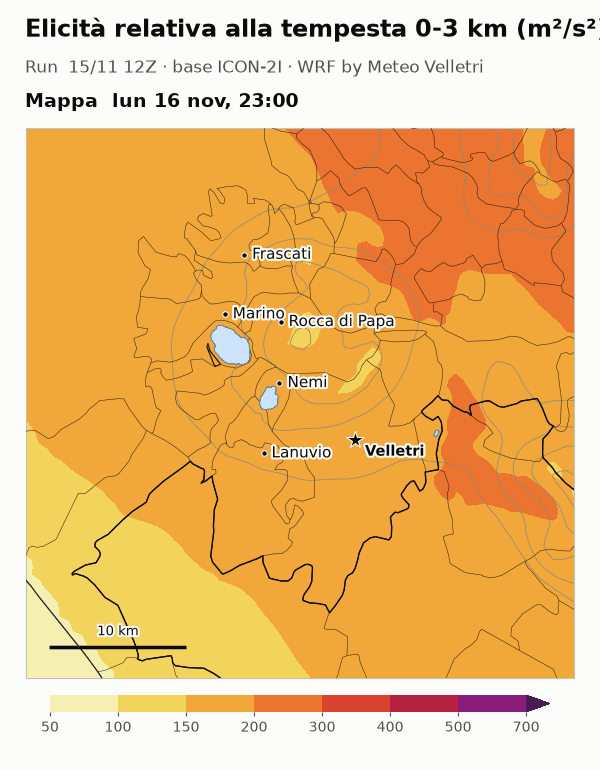 Elicità relativa alla tempesta 0-3 km (m²/s²)
Run 15/11 12Z · base ICON-2I · WRF by Meteo Velletri
Mappa lun 16 nov, 23:00
Frascati
Marino
Rocca di Papa
Nemi
Velletri
Lanuvio
10 km
50 100 150 200 300 400 500 700